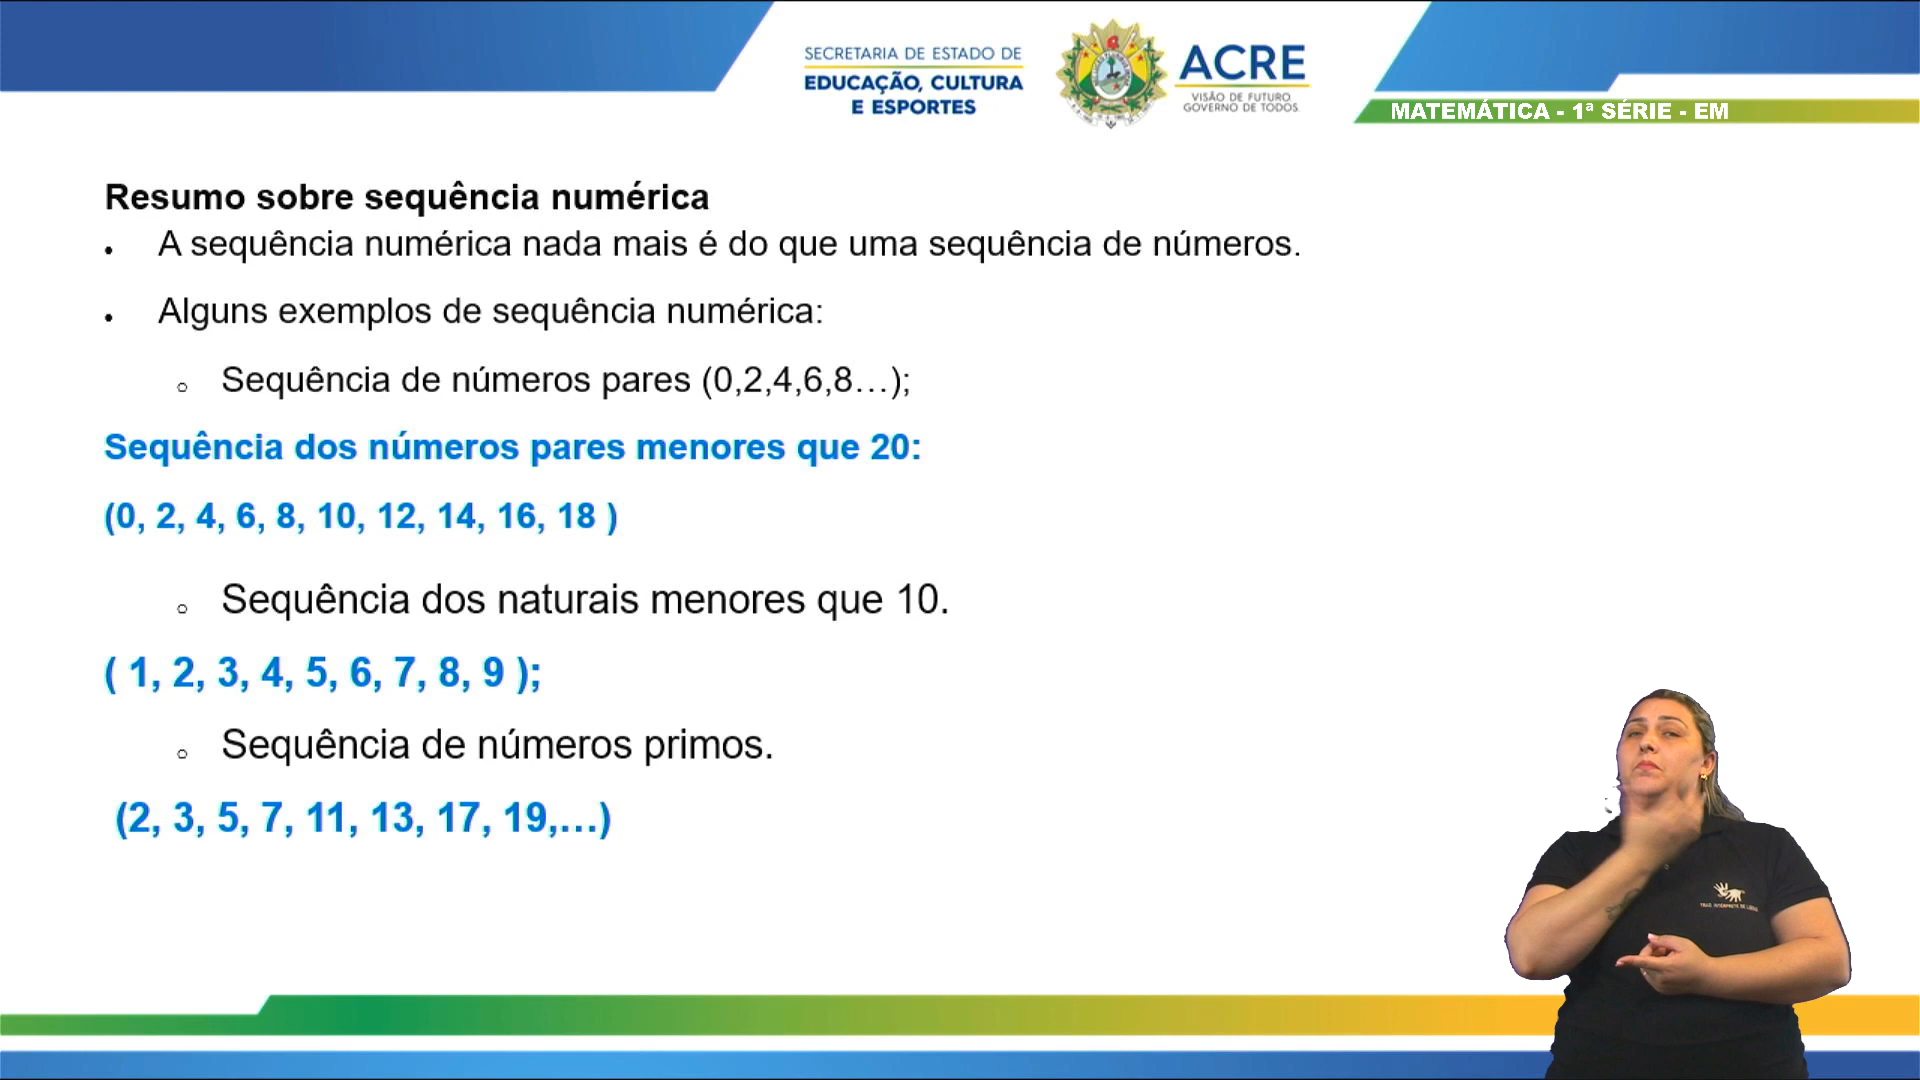 SECRETARIA DE ESTADO DE
EDUCAÇÃO, CULTURA
E ESPORTES
ACRE
VISÃO DE FUTURO
GOVERNO DE TODOS
MATEMÁTICA - 1ª SÉRIE - EM
Resumo sobre sequência numérica
• A sequência numérica nada mais é do que uma sequência de números.
• Alguns exemplos de sequência numérica:
○ Sequência de números pares (0,2,4,6,8…);
Sequência dos números pares menores que 20:
(0, 2, 4, 6, 8, 10, 12, 14, 16, 18 )
○ Sequência dos naturais menores que 10.
( 1, 2, 3, 4, 5, 6, 7, 8, 9 );
○ Sequência de números primos.
(2, 3, 5, 7, 11, 13, 17, 19,…)